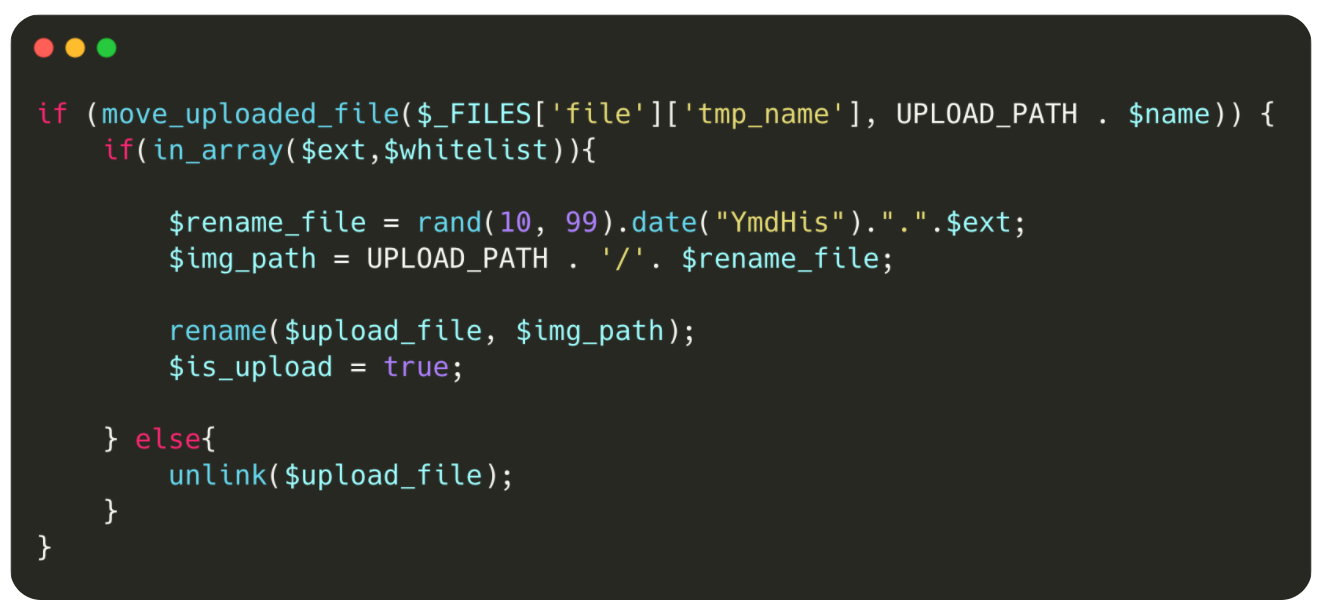 if (move_uploaded_file($_FILES['file']['tmp_name'], UPLOAD_PATH . $name)) {
    if(in_array($ext,$whitelist)){
        $rename_file = rand(10, 99).date("YmdHis").".".$ext;
        $img_path = UPLOAD_PATH . '/'. $rename_file;
        rename($upload_file, $img_path);
        $is_upload = true;
    } else{
        unlink($upload_file);
    }
}